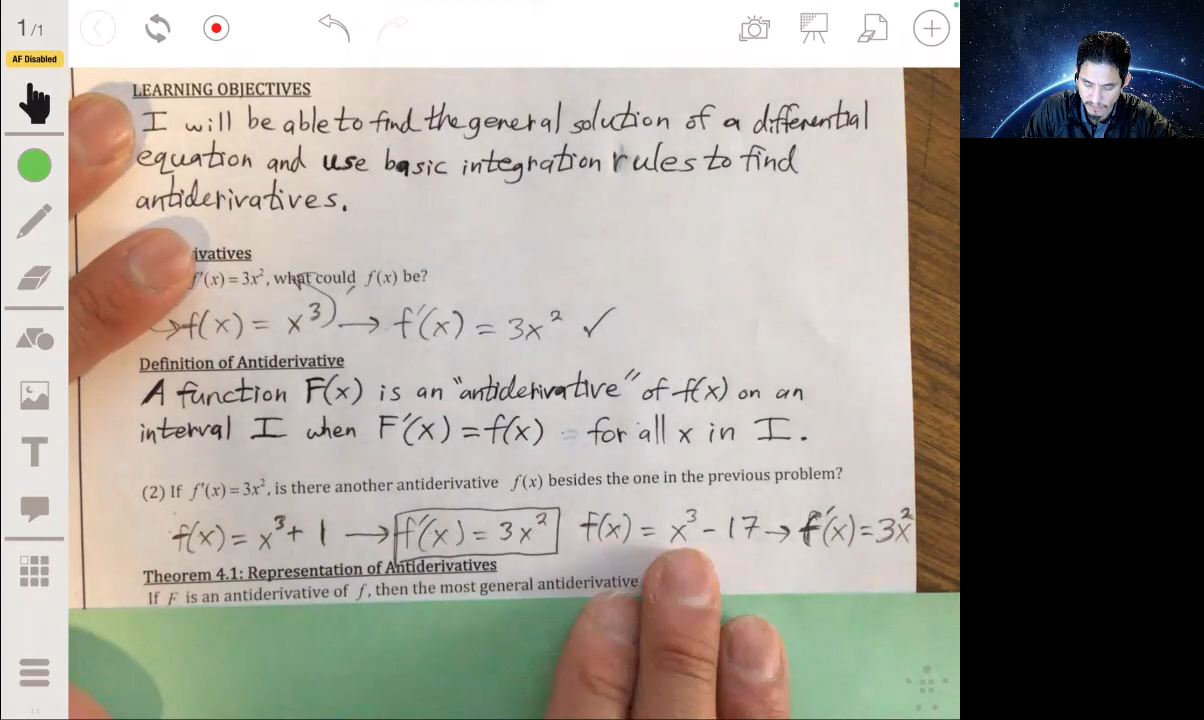 1/1
AF Disabled
LEARNING OBJECTIVES
I will be able to find the general solution of a differential
equation and use basic integration rules to find
antiderivatives.
ivatives
f'(x) = 3x², what could f(x) be?
→f(x) = x³ → f'(x) = 3x² ✓
Definition of Antiderivative
A function F(x) is an "antiderivative" of f(x) on an
interval I when F'(x) = f(x) = for all x in I.
(2) If f'(x) = 3x², is there another antiderivative f(x) besides the one in the previous problem?
f(x) = x³ + 1 → f'(x) = 3x² f(x) = x³ - 17 → f'(x) = 3x²
Theorem 4.1: Representation of Antiderivatives
If F is an antiderivative of f, then the most general antiderivative
T